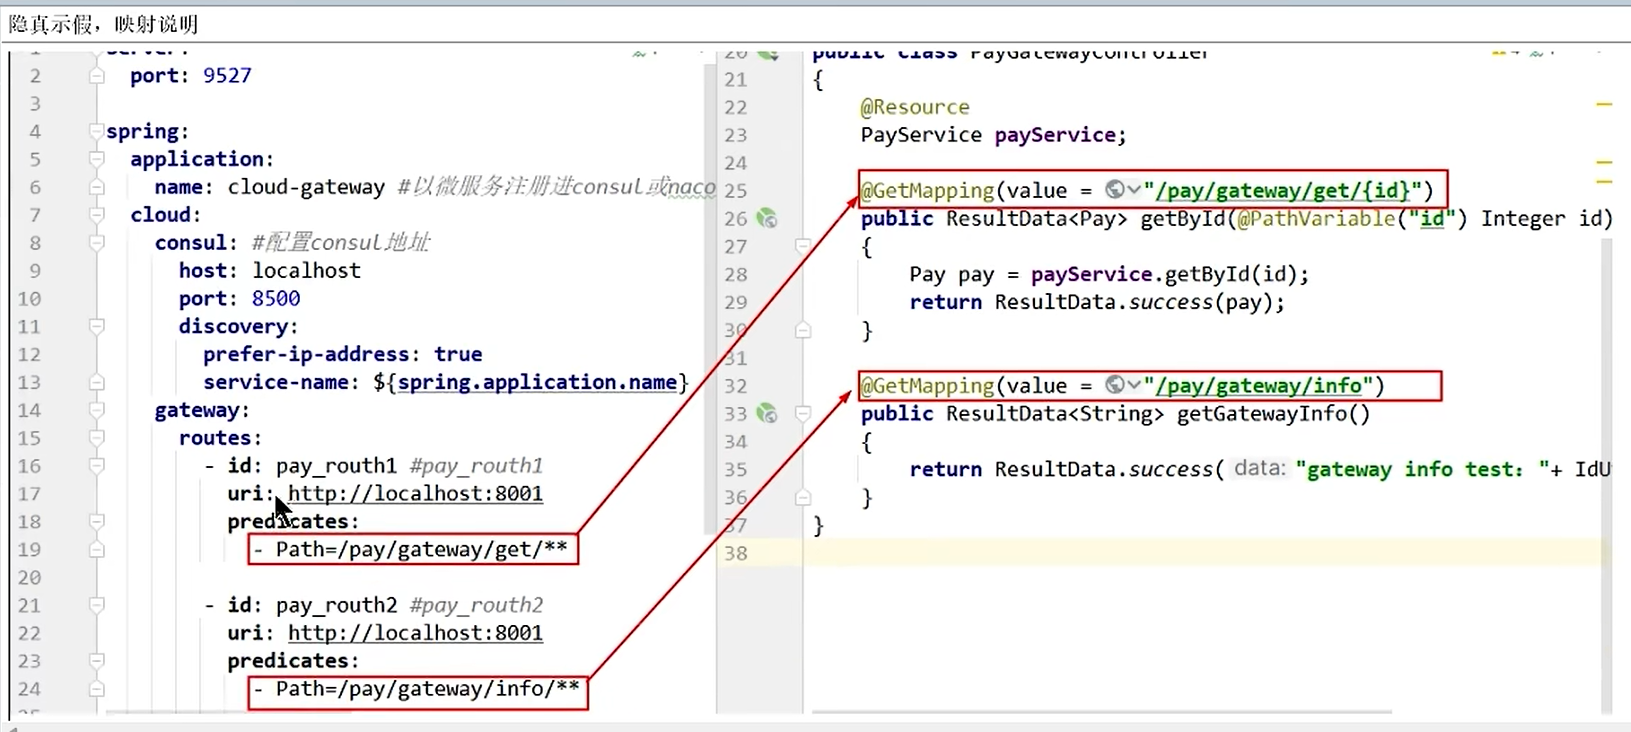 隐真示假，映射说明
1 server:
2 port: 9527
3
4 spring:
5 application:
6 name: cloud-gateway #以微服务注册进consul或naco
7 cloud:
8 consul: #配置consul地址
9 host: localhost
10 port: 8500
11 discovery:
12 prefer-ip-address: true
13 service-name: ${spring.application.name}
14 gateway:
15 routes:
16 - id: pay_routh1 #pay_routh1
17 uri: http://localhost:8001
18 predicates:
19 - Path=/pay/gateway/get/**
20
21 - id: pay_routh2 #pay_routh2
22 uri: http://localhost:8001
23 predicates:
24 - Path=/pay/gateway/info/**
25
20 public class PayGatewayController
21 {
22 @Resource
23 PayService payService;
24
25 @GetMapping(value = "/pay/gateway/get/{id}")
26 public ResultData<Pay> getById(@PathVariable("id") Integer id)
27 {
28 Pay pay = payService.getById(id);
29 return ResultData.success(pay);
30 }
31
32 @GetMapping(value = "/pay/gateway/info")
33 public ResultData<String> getGatewayInfo()
34 {
35 return ResultData.success( data: "gateway info test: "+ IdU
36 }
37 }
38